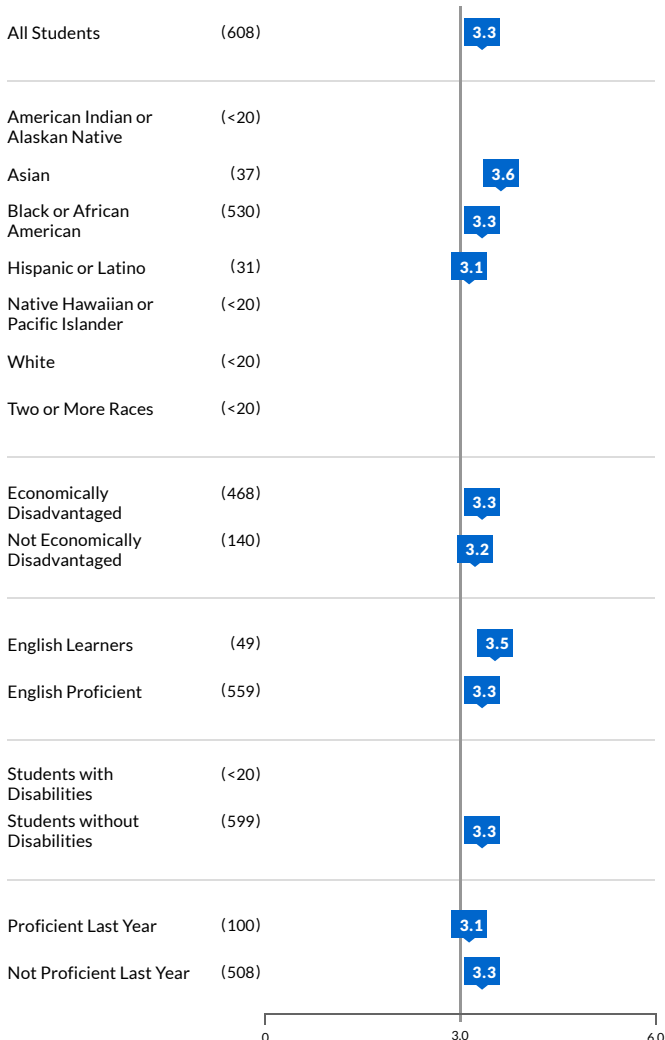 All Students (608) 3.3
American Indian or (<20)
Alaskan Native
Asian (37) 3.6
Black or African (530) 3.3
American
Hispanic or Latino (31) 3.1
Native Hawaiian or (<20)
Pacific Islander
White (<20)
Two or More Races (<20)
Economically (468) 3.3
Disadvantaged
Not Economically (140) 3.2
Disadvantaged
English Learners (49) 3.5
English Proficient (559) 3.3
Students with (<20)
Disabilities
Students without (599) 3.3
Disabilities
Proficient Last Year (100) 3.1
Not Proficient Last Year (508) 3.3
0 3.0 6.0